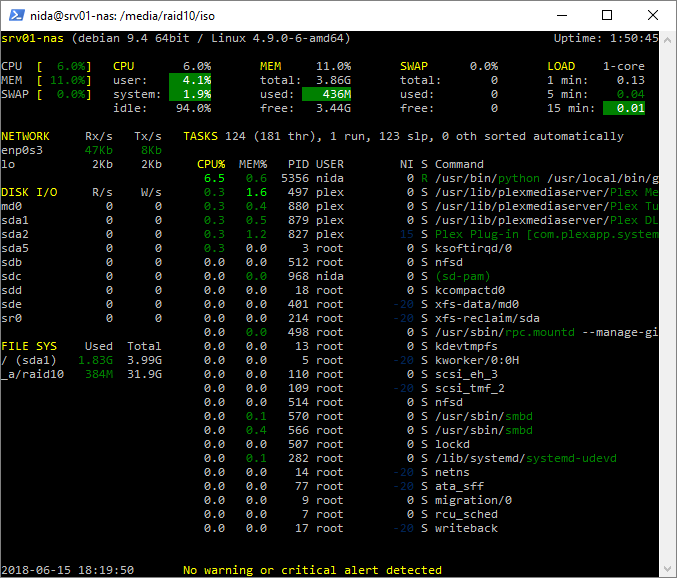 nida@srv01-nas: /media/raid10/iso
srv01-nas (debian 9.4 64bit / Linux 4.9.0-6-amd64) Uptime: 1:50:45
CPU [ 6.0%] CPU 6.0% MEM 11.0% SWAP 0.0% LOAD 1-core
MEM [ 11.0%] user: 4.1% total: 3.86G total: 0 1 min: 0.13
SWAP [ 0.0%] system: 1.9% used: 436M used: 0 5 min: 0.04
idle: 94.0% free: 3.44G free: 0 15 min: 0.01
NETWORK Rx/s Tx/s TASKS 124 (181 thr), 1 run, 123 slp, 0 oth sorted automatically
enp0s3 47Kb 8Kb
lo 2Kb 2Kb CPU% MEM% PID USER NI S Command
6.5 0.6 5356 nida 0 R /usr/bin/python /usr/local/bin/g
DISK I/O R/s W/s 0.3 1.6 497 plex 0 S /usr/lib/plexmediaserver/Plex Me
md0 0 0 0.3 0.4 880 plex 0 S /usr/lib/plexmediaserver/Plex Tu
sda1 0 0 0.3 0.5 879 plex 0 S /usr/lib/plexmediaserver/Plex DL
sda2 0 0 0.3 1.2 827 plex 15 S Plex Plug-in [com.plexapp.system
sda5 0 0 0.3 0.0 3 root 0 S ksoftirqd/0
sdb 0 0 0.0 0.0 512 root 0 S nfsd
sdc 0 0 0.0 0.0 968 nida 0 S (sd-pam)
sdd 0 0 0.0 0.0 18 root 0 S kcompactd0
sde 0 0 0.0 0.0 401 root -20 S xfs-data/md0
sr0 0 0 0.0 0.0 214 root -20 S xfs-reclaim/sda
0.0 0.0 498 root 0 S /usr/sbin/rpc.mountd --manage-gi
FILE SYS Used Total 0.0 0.0 13 root 0 S kdevtmpfs
/ (sda1) 1.83G 3.99G 0.0 0.0 5 root -20 S kworker/0:0H
_a/raid10 384M 31.9G 0.0 0.0 110 root 0 S scsi_eh_3
0.0 0.0 109 root -20 S scsi_tmf_2
0.0 0.0 514 root 0 S nfsd
0.0 0.1 570 root 0 S /usr/sbin/smbd
0.0 0.4 566 root 0 S /usr/sbin/smbd
0.0 0.0 507 root 0 S lockd
0.0 0.1 282 root 0 S /lib/systemd/systemd-udevd
0.0 0.0 14 root -20 S netns
0.0 0.0 77 root -20 S ata_sff
0.0 0.0 9 root 0 S migration/0
0.0 0.0 7 root 0 S rcu_sched
0.0 0.0 17 root -20 S writeback
2018-06-15 18:19:50 No warning or critical alert detected